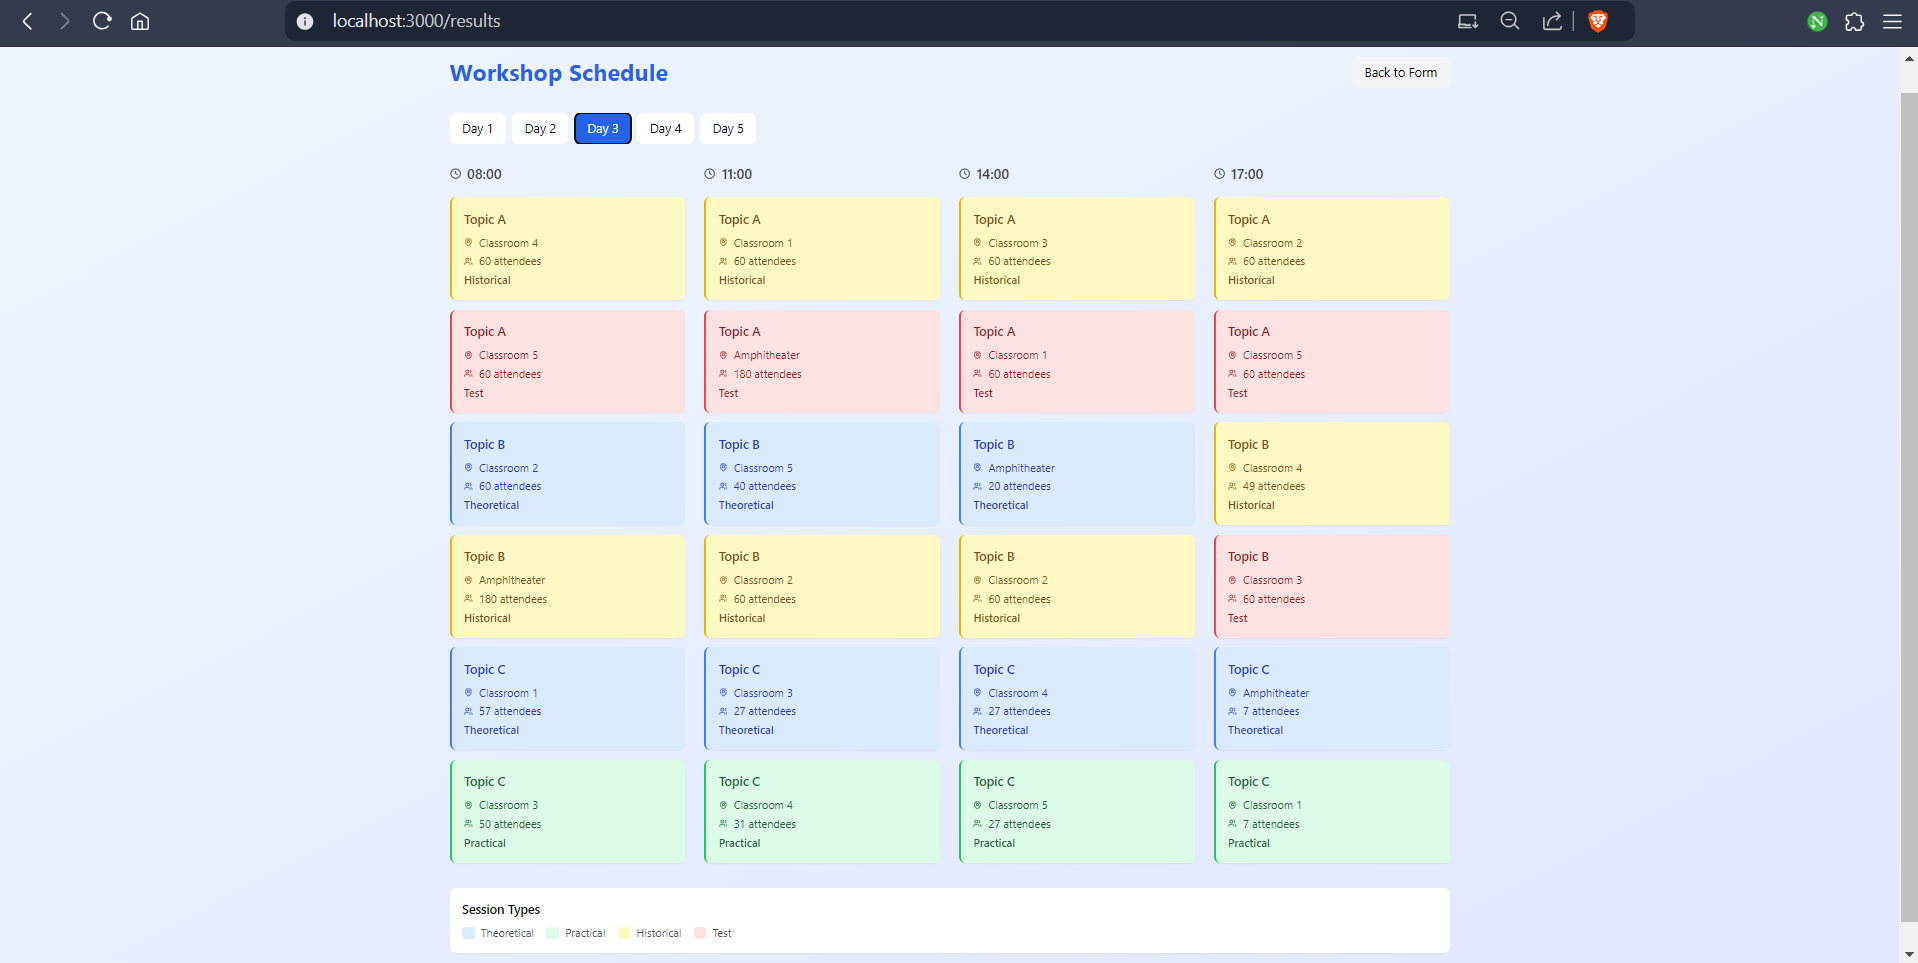 localhost:3000/results
Workshop Schedule
Back to Form
Day 1
Day 2
Day 3
Day 4
Day 5
08:00
11:00
14:00
17:00
Topic A
Classroom 4
60 attendees
Historical
Topic A
Classroom 1
60 attendees
Historical
Topic A
Classroom 3
60 attendees
Historical
Topic A
Classroom 2
60 attendees
Historical
Topic A
Classroom 5
60 attendees
Test
Topic A
Amphitheater
180 attendees
Test
Topic A
Classroom 1
60 attendees
Test
Topic A
Classroom 5
60 attendees
Test
Topic B
Classroom 2
60 attendees
Theoretical
Topic B
Classroom 5
40 attendees
Theoretical
Topic B
Amphitheater
20 attendees
Theoretical
Topic B
Classroom 4
49 attendees
Historical
Topic B
Amphitheater
180 attendees
Historical
Topic B
Classroom 2
60 attendees
Historical
Topic B
Classroom 2
60 attendees
Historical
Topic B
Classroom 3
60 attendees
Test
Topic C
Classroom 1
57 attendees
Theoretical
Topic C
Classroom 3
27 attendees
Theoretical
Topic C
Classroom 4
27 attendees
Theoretical
Topic C
Amphitheater
7 attendees
Theoretical
Topic C
Classroom 3
50 attendees
Practical
Topic C
Classroom 4
31 attendees
Practical
Topic C
Classroom 5
27 attendees
Practical
Topic C
Classroom 1
7 attendees
Practical
Session Types
Theoretical
Practical
Historical
Test